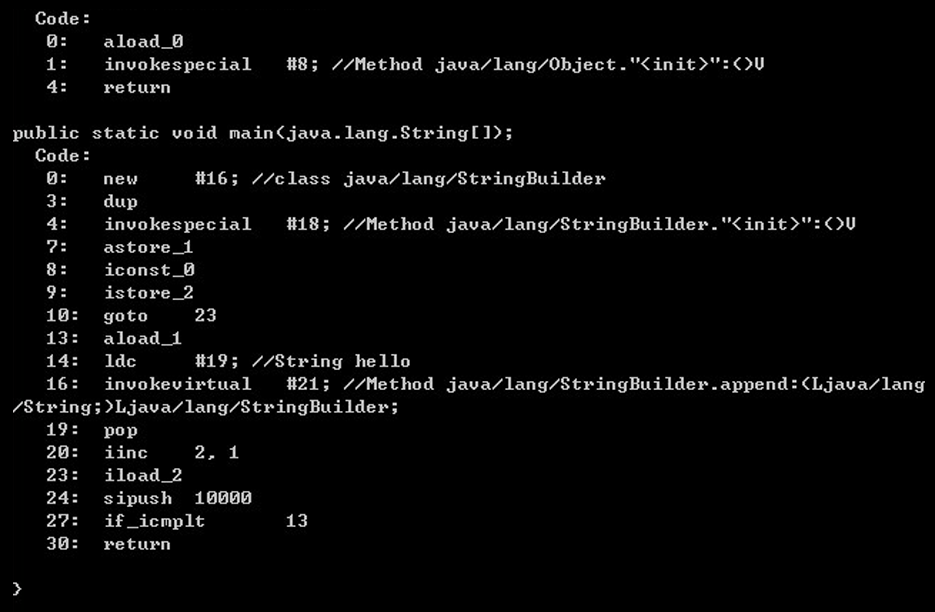 Code:
0: aload_0
1: invokespecial #8; //Method java/lang/Object."<init>":()V
4: return
public static void main(java.lang.String[]);
Code:
0: new #16; //class java/lang/StringBuilder
3: dup
4: invokespecial #18; //Method java/lang/StringBuilder."<init>":()V
7: astore_1
8: iconst_0
9: istore_2
10: goto 23
13: aload_1
14: ldc #19; //String hello
16: invokevirtual #21; //Method java/lang/StringBuilder.append:(Ljava/lang
/String;)Ljava/lang/StringBuilder;
19: pop
20: iinc 2, 1
23: iload_2
24: sipush 10000
27: if_icmplt 13
30: return
}